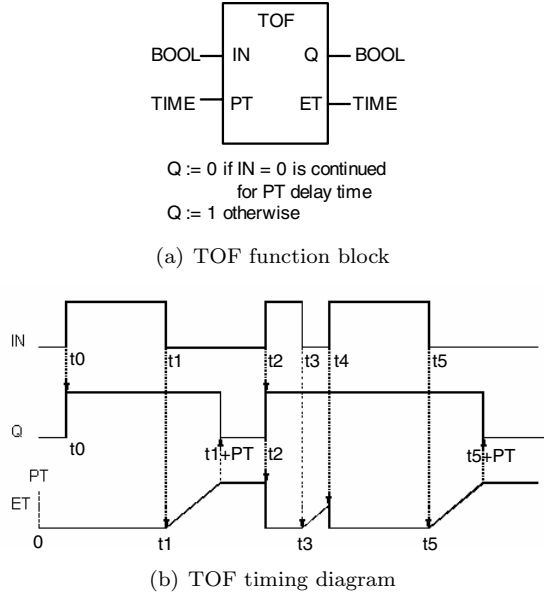 TOF
BOOL IN Q BOOL
TIME PT ET TIME
Q := 0 if IN = 0 is continued
for PT delay time
Q := 1 otherwise
(a) TOF function block
IN
t0 t1 t2 t3 t4 t5
Q
t0 t1+PT t2 t5+PT
PT
ET
0 t1 t3 t5
(b) TOF timing diagram